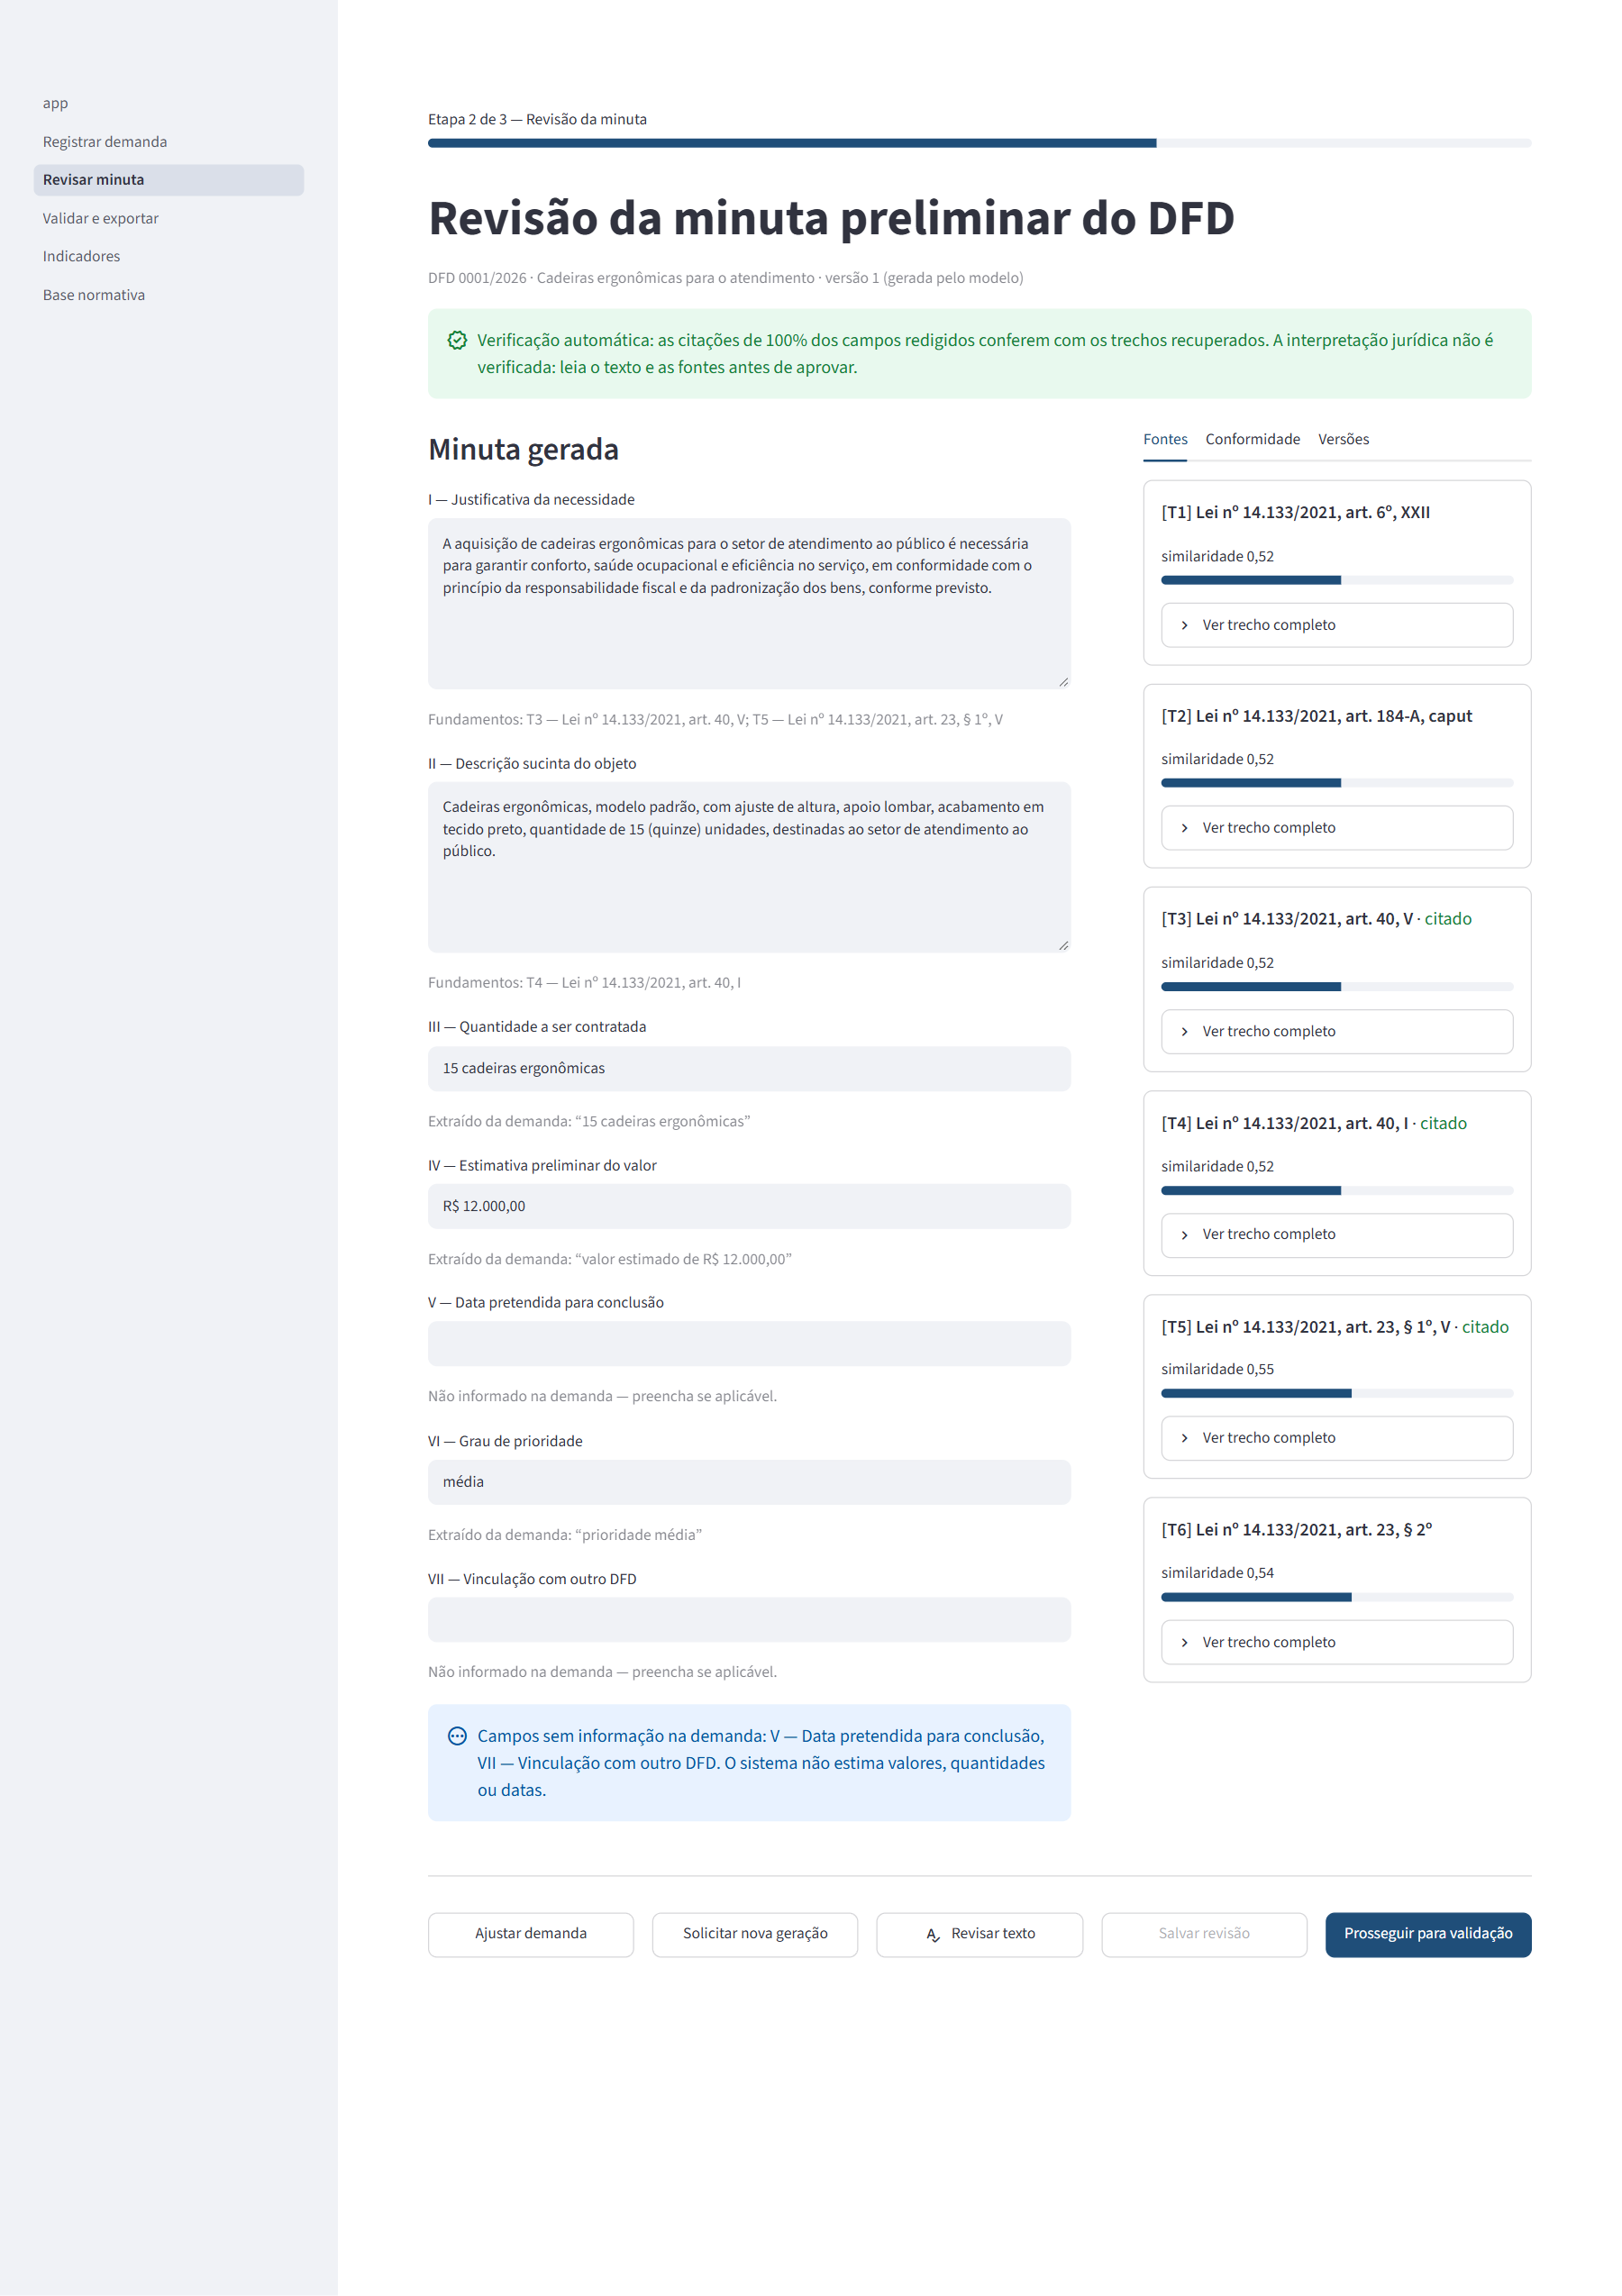 app
Registrar demanda
Revisar minuta
Validar e exportar
Indicadores
Base normativa
Etapa 2 de 3 — Revisão da minuta
Revisão da minuta preliminar do DFD
DFD 0001/2026 · Cadeiras ergonômicas para o atendimento · versão 1 (gerada pelo modelo)
Verificação automática: as citações de 100% dos campos redigidos conferem com os trechos recuperados. A interpretação jurídica não é
verificada: leia o texto e as fontes antes de aprovar.
Minuta gerada
I — Justificativa da necessidade
A aquisição de cadeiras ergonômicas para o setor de atendimento ao público é necessária
para garantir conforto, saúde ocupacional e eficiência no serviço, em conformidade com o
princípio da responsabilidade fiscal e da padronização dos bens, conforme previsto.
Fundamentos: T3 — Lei nº 14.133/2021, art. 40, V; T5 — Lei nº 14.133/2021, art. 23, § 1º, V
II — Descrição sucinta do objeto
Cadeiras ergonômicas, modelo padrão, com ajuste de altura, apoio lombar, acabamento em
tecido preto, quantidade de 15 (quinze) unidades, destinadas ao setor de atendimento ao
público.
Fundamentos: T4 — Lei nº 14.133/2021, art. 40, I
III — Quantidade a ser contratada
15 cadeiras ergonômicas
Extraído da demanda: “15 cadeiras ergonômicas”
IV — Estimativa preliminar do valor
R$ 12.000,00
Extraído da demanda: “valor estimado de R$ 12.000,00”
V — Data pretendida para conclusão
Não informado na demanda — preencha se aplicável.
VI — Grau de prioridade
média
Extraído da demanda: “prioridade média”
VII — Vinculação com outro DFD
Não informado na demanda — preencha se aplicável.
Campos sem informação na demanda: V — Data pretendida para conclusão,
VII — Vinculação com outro DFD. O sistema não estima valores, quantidades
ou datas.
Fontes Conformidade Versões
[T1] Lei nº 14.133/2021, art. 6º, XXII
similaridade 0,52
Ver trecho completo
[T2] Lei nº 14.133/2021, art. 184-A, caput
similaridade 0,52
Ver trecho completo
[T3] Lei nº 14.133/2021, art. 40, V · citado
similaridade 0,52
Ver trecho completo
[T4] Lei nº 14.133/2021, art. 40, I · citado
similaridade 0,52
Ver trecho completo
[T5] Lei nº 14.133/2021, art. 23, § 1º, V · citado
similaridade 0,55
Ver trecho completo
[T6] Lei nº 14.133/2021, art. 23, § 2º
similaridade 0,54
Ver trecho completo
Ajustar demanda
Solicitar nova geração
Revisar texto
Salvar revisão
Prosseguir para validação